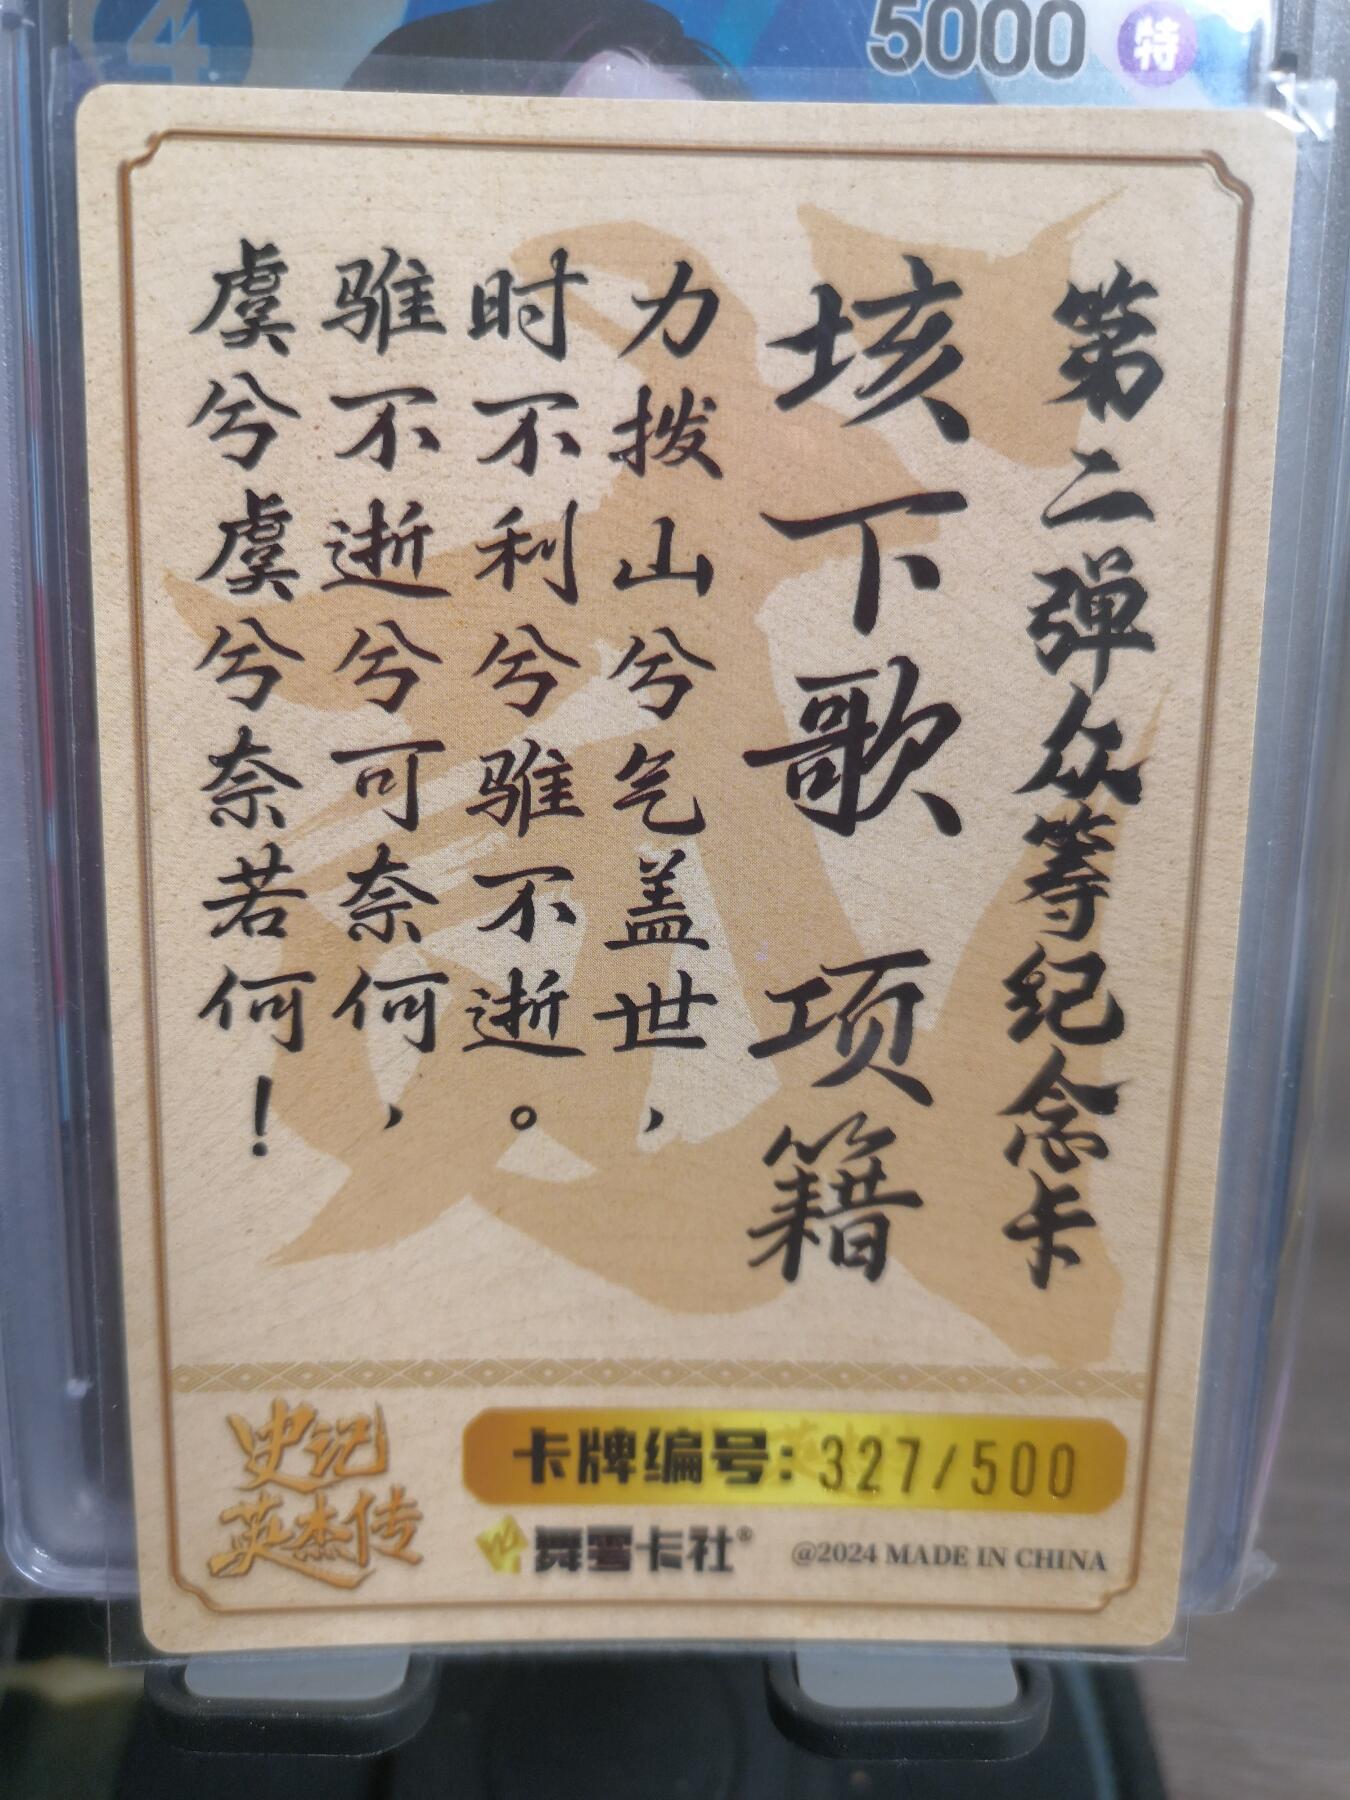 4
5000
特
第二弹众筹纪念卡
垓下歌 项籍
力拨山兮气盖世，
时不利兮骓不逝。
骓不逝兮可奈何，
虞兮虞兮奈若何！
史记
英杰传
卡牌编号: 327/500
舞雩卡社®
@2024 MADE IN CHINA